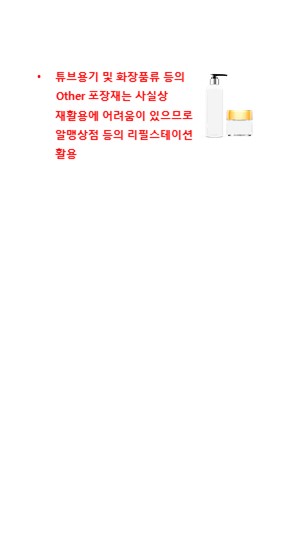 • 튜브용기 및 화장품류 등의
Other 포장재는 사실상
재활용에 어려움이 있으므로
알맹상점 등의 리필스테이션
활용